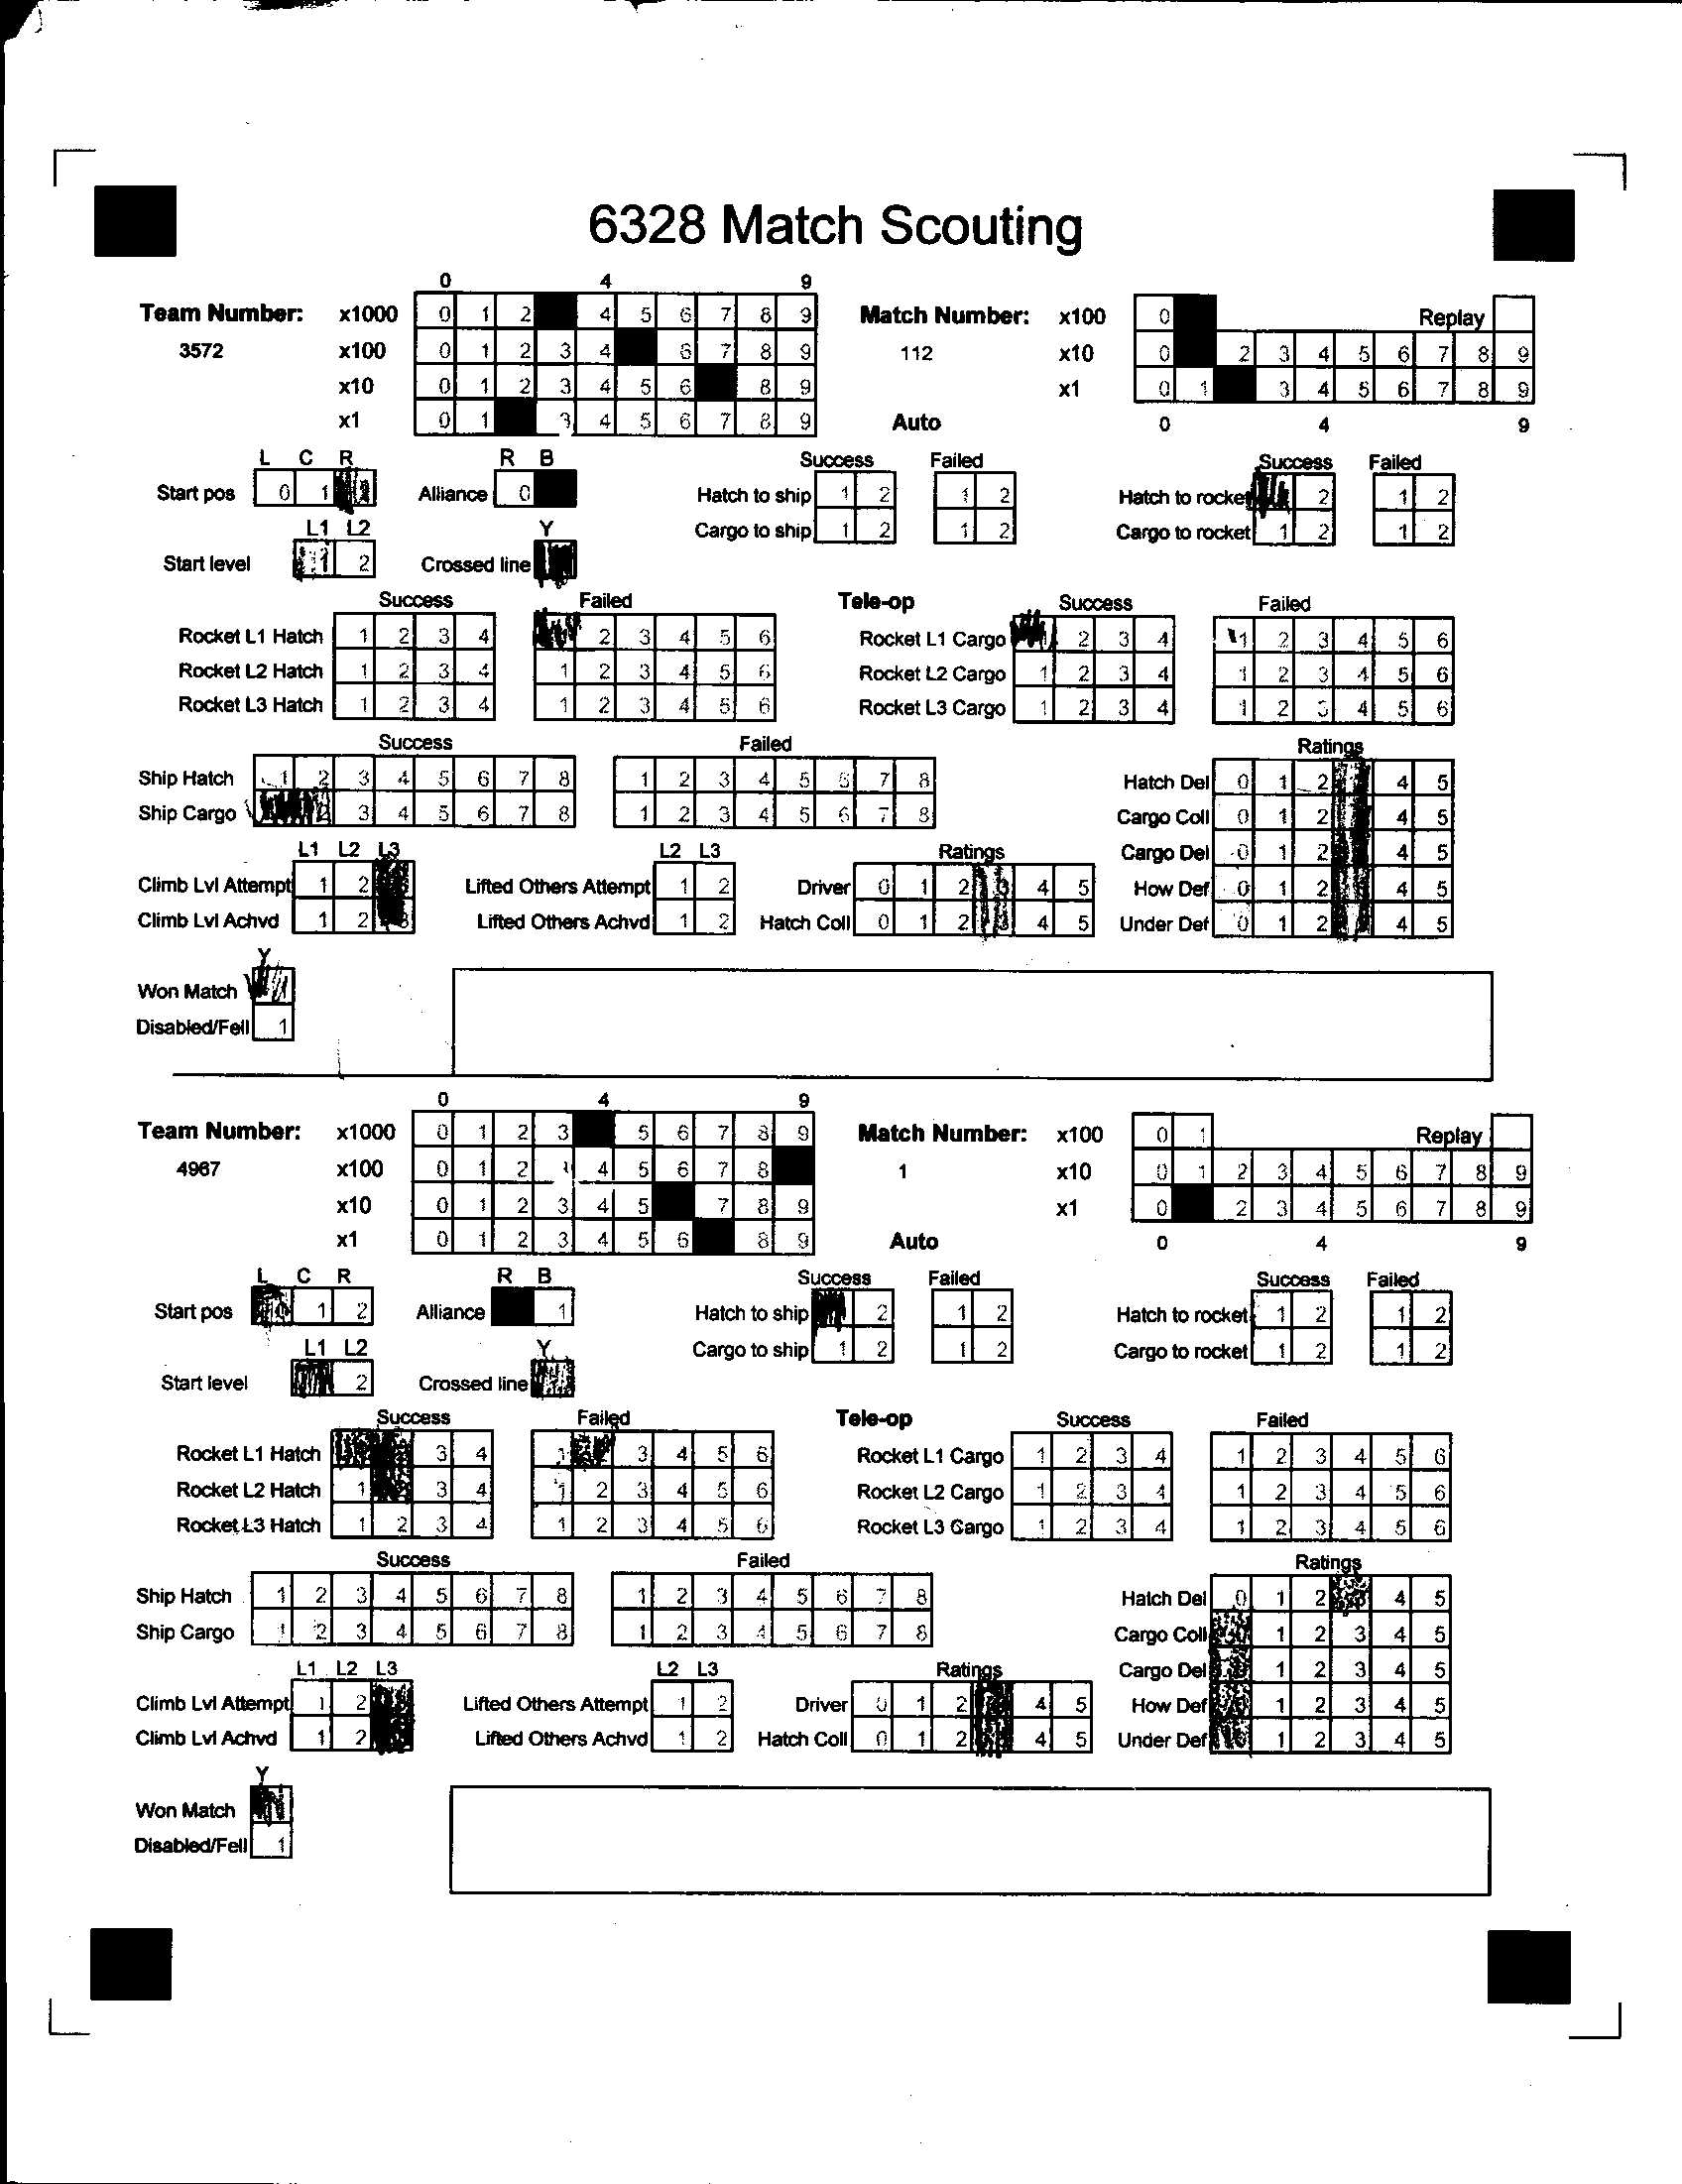 6328 Match Scouting
0 4 9
Team Number: x1000 0 1 2 4 5 6 7 8 9 Match Number: x100 0 Replay
3572 x100 0 1 2 3 4 6 7 8 9 112 x10 0 2 3 4 5 6 7 8 9
x10 0 1 2 3 4 5 6 8 9 x1 0 1 3 4 5 6 7 8 9
x1 0 1 3 4 5 6 7 8 9 Auto 0 4 9
L C R R B Success Failed Success Failed
Start pos 0 1 Alliance 0 Hatch to ship 1 2 1 2 Hatch to rocket 2 1 2
L1 L2 Y Cargo to ship 1 2 1 2 Cargo to rocket 1 2 1 2
Start level 1 2 Crossed line
Success Failed Tele-op Success Failed
Rocket L1 Hatch 1 2 3 4 2 3 4 5 6 Rocket L1 Cargo 2 3 4 1 2 3 4 5 6
Rocket L2 Hatch 1 2 3 4 1 2 3 4 5 6 Rocket L2 Cargo 1 2 3 4 1 2 3 4 5 6
Rocket L3 Hatch 1 2 3 4 1 2 3 4 5 6 Rocket L3 Cargo 1 2 3 4 1 2 3 4 5 6
Success Failed Ratings
Ship Hatch 1 2 3 4 5 6 7 8 1 2 3 4 5 6 7 8 Hatch Del 0 1 2 4 5
Ship Cargo 3 4 5 6 7 8 1 2 3 4 5 6 7 8 Cargo Coll 0 1 2 4 5
L1 L2 L3 L2 L3 Ratings Cargo Del 0 1 2 4 5
Climb Lvl Attempt 1 2 Lifted Others Attempt 1 2 Driver 0 1 2 3 4 5 How Def 0 1 2 4 5
Climb Lvl Achvd 1 2 3 Lifted Others Achvd 1 2 Hatch Coll 0 1 2 3 4 5 Under Def 0 1 2 4 5
Y
Won Match
Disabled/Fell 1
0 4 9
Team Number: x1000 0 1 2 3 5 6 7 8 9 Match Number: x100 0 1 Replay
4967 x100 0 1 2 4 5 6 7 8 1 x10 0 1 2 3 4 5 6 7 8 9
x10 0 1 2 3 4 5 7 8 9 x1 0 2 3 4 5 6 7 8 9
x1 0 1 2 3 4 5 6 8 9 Auto 0 4 9
L C R R B Success Failed Success Failed
Start pos 0 1 2 Alliance 1 Hatch to ship 2 1 2 Hatch to rocket 1 2 1 2
L1 L2 Y Cargo to ship 1 2 1 2 Cargo to rocket 1 2 1 2
Start level 2 Crossed line
Success Failed Tele-op Success Failed
Rocket L1 Hatch 3 4 1 3 4 5 6 Rocket L1 Cargo 1 2 3 4 1 2 3 4 5 6
Rocket L2 Hatch 1 3 4 1 2 3 4 5 6 Rocket L2 Cargo 1 2 3 4 1 2 3 4 5 6
Rocket L3 Hatch 1 2 3 4 1 2 3 4 5 6 Rocket L3 Cargo 1 2 3 4 1 2 3 4 5 6
Success Failed Ratings
Ship Hatch 1 2 3 4 5 6 7 8 1 2 3 4 5 6 7 8 Hatch Del 0 1 2 4 5
Ship Cargo 1 2 3 4 5 6 7 8 1 2 3 4 5 6 7 8 Cargo Coll 1 2 3 4 5
L1 L2 L3 L2 L3 Ratings Cargo Del 1 2 3 4 5
Climb Lvl Attempt 1 2 Lifted Others Attempt 1 2 Driver 0 1 2 4 5 How Def 1 2 3 4 5
Climb Lvl Achvd 1 2 Lifted Others Achvd 1 2 Hatch Coll 0 1 2 4 5 Under Def 1 2 3 4 5
Y
Won Match
Disabled/Fell 1